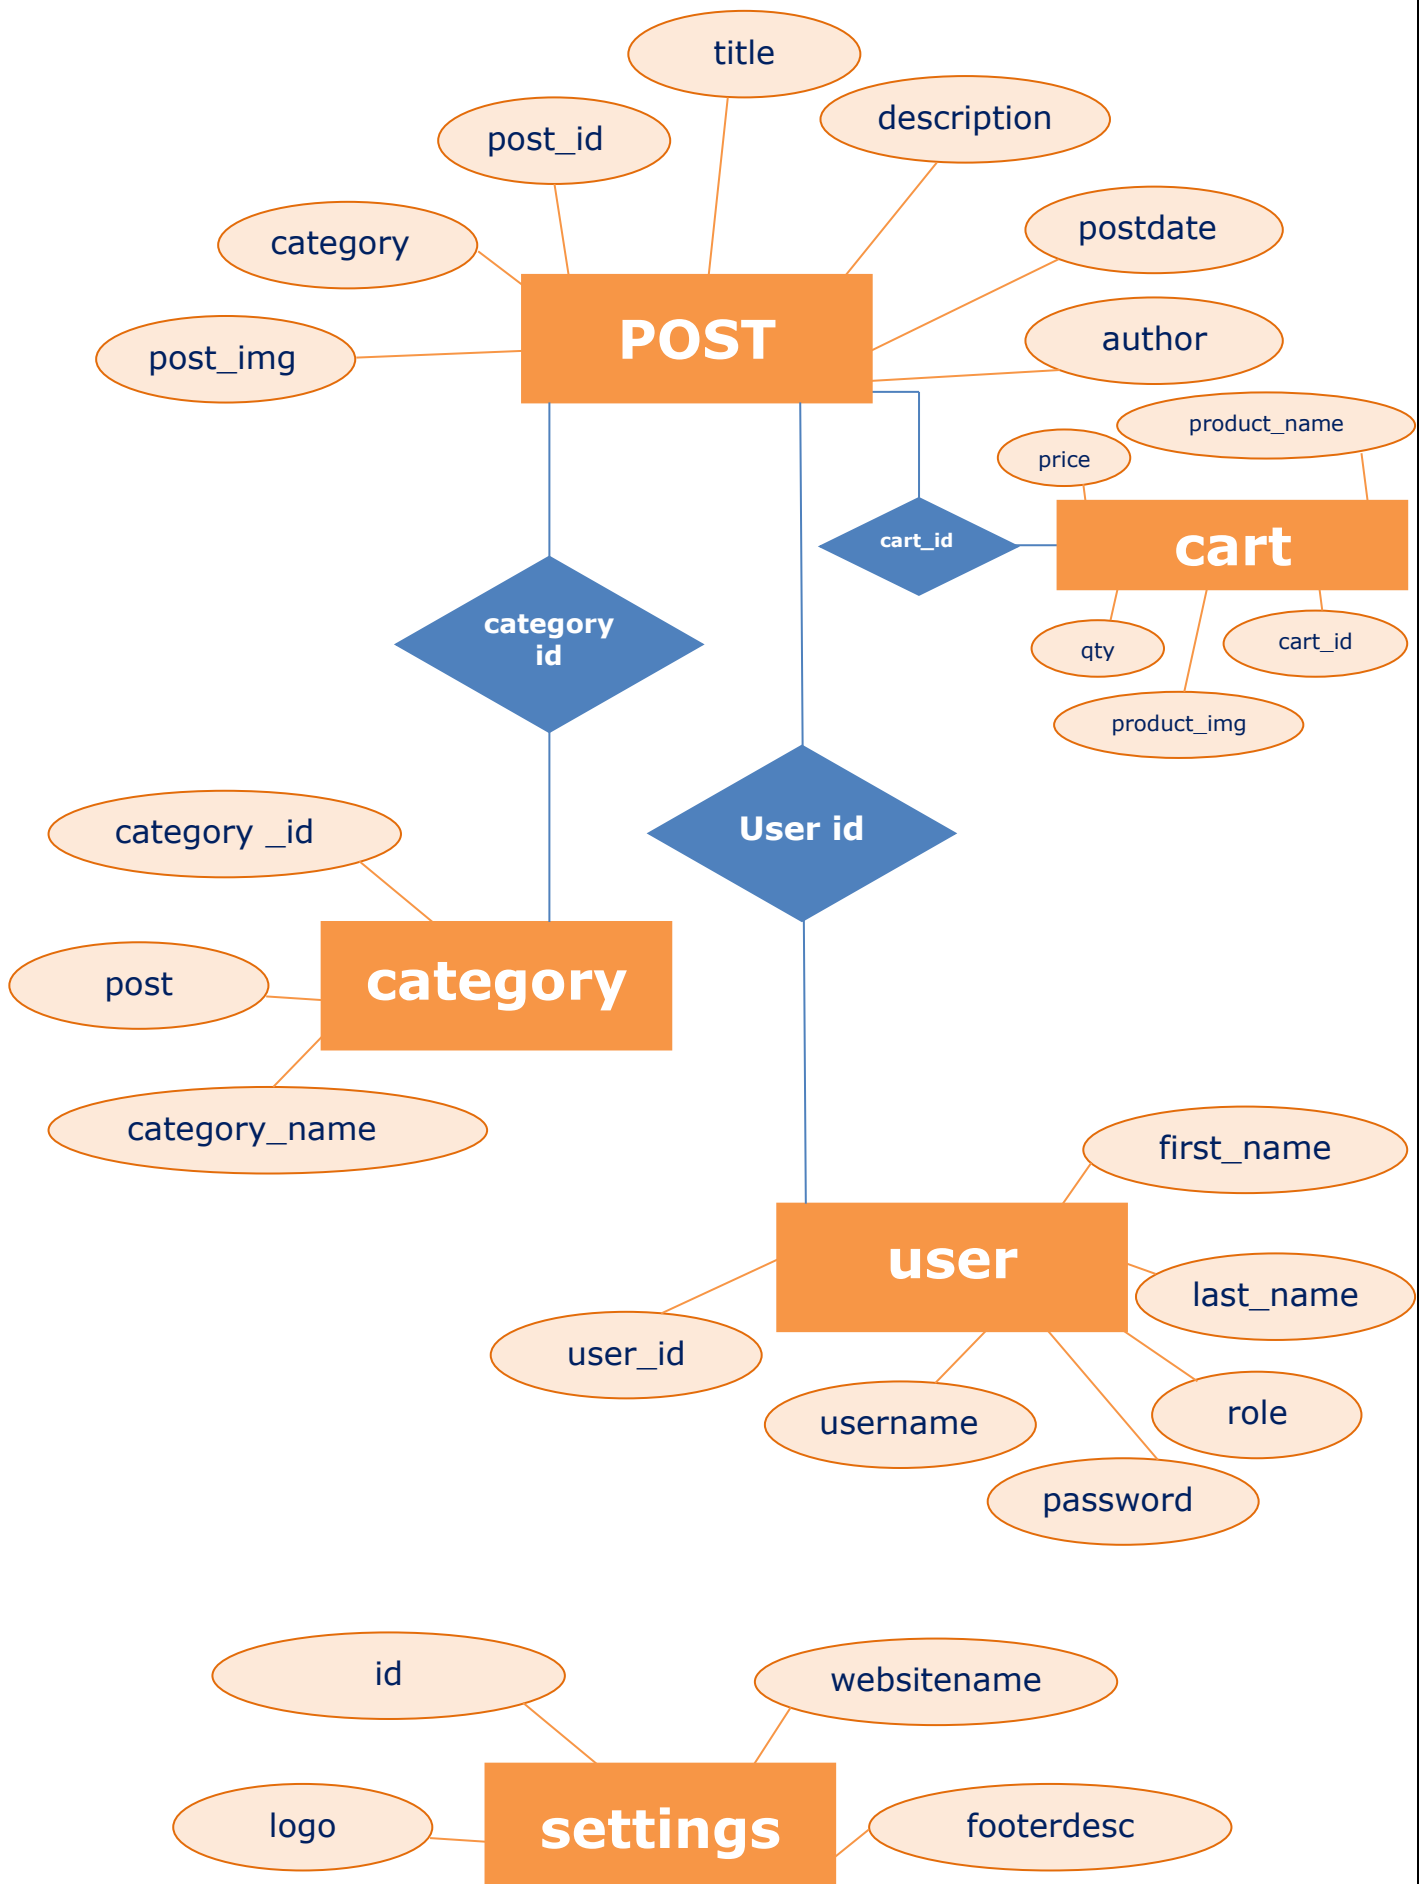 title
description
post_id
postdate
category
POST
author
post_img
product_name
price
cart_id
cart
category
id
qty
cart_id
product_img
category _id
User id
category
post
category_name
first_name
user
last_name
user_id
role
username
password
id
websitename
logo
settings
footerdesc